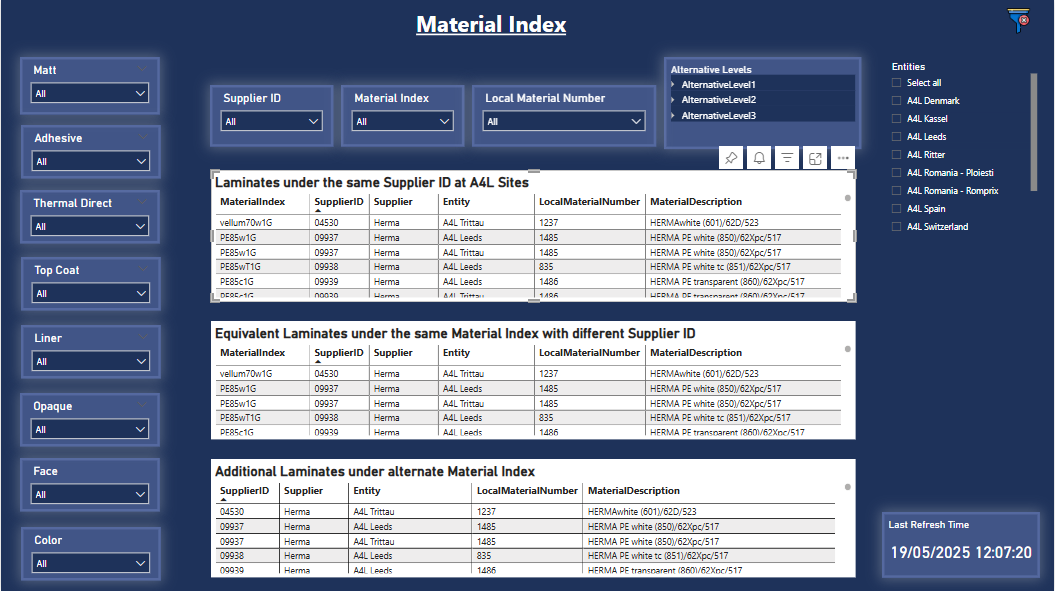 Material Index
Matt
All
Adhesive
All
Thermal Direct
All
Top Coat
All
Liner
All
Opaque
All
Face
All
Color
All
Supplier ID
All
Material Index
All
Local Material Number
All
Alternative Levels
AlternativeLevel1
AlternativeLevel2
AlternativeLevel3
Entities
Select all
A4L Denmark
A4L Kassel
A4L Leeds
A4L Ritter
A4L Romania - Ploiesti
A4L Romania - Romprix
A4L Spain
A4L Switzerland
Laminates under the same Supplier ID at A4L Sites
MaterialIndex SupplierID Supplier Entity LocalMaterialNumber MaterialDescription
vellum70w1G 04530 Herma A4L Trittau 1237 HERMAwhite (601)/62D/523
PE85w1G 09937 Herma A4L Leeds 1485 HERMA PE white (850)/62Xpc/517
PE85w1G 09937 Herma A4L Trittau 1485 HERMA PE white (850)/62Xpc/517
PE85wT1G 09938 Herma A4L Leeds 835 HERMA PE white tc (851)/62Xpc/517
PE85c1G 09939 Herma A4L Leeds 1486 HERMA PE transparent (860)/62Xpc/517
PE85c1G 09939 Herma A4L Trittau 1486 HERMA PE transparent (860)/62Xpc/517
Equivalent Laminates under the same Material Index with different Supplier ID
MaterialIndex SupplierID Supplier Entity LocalMaterialNumber MaterialDescription
vellum70w1G 04530 Herma A4L Trittau 1237 HERMAwhite (601)/62D/523
PE85w1G 09937 Herma A4L Leeds 1485 HERMA PE white (850)/62Xpc/517
PE85w1G 09937 Herma A4L Trittau 1485 HERMA PE white (850)/62Xpc/517
PE85wT1G 09938 Herma A4L Leeds 835 HERMA PE white tc (851)/62Xpc/517
PE85c1G 09939 Herma A4L Leeds 1486 HERMA PE transparent (860)/62Xpc/517
Additional Laminates under alternate Material Index
SupplierID Supplier Entity LocalMaterialNumber MaterialDescription
04530 Herma A4L Trittau 1237 HERMAwhite (601)/62D/523
09937 Herma A4L Leeds 1485 HERMA PE white (850)/62Xpc/517
09937 Herma A4L Trittau 1485 HERMA PE white (850)/62Xpc/517
09938 Herma A4L Leeds 835 HERMA PE white tc (851)/62Xpc/517
09939 Herma A4L Leeds 1486 HERMA PE transparent (860)/62Xpc/517
Last Refresh Time
19/05/2025 12:07:20